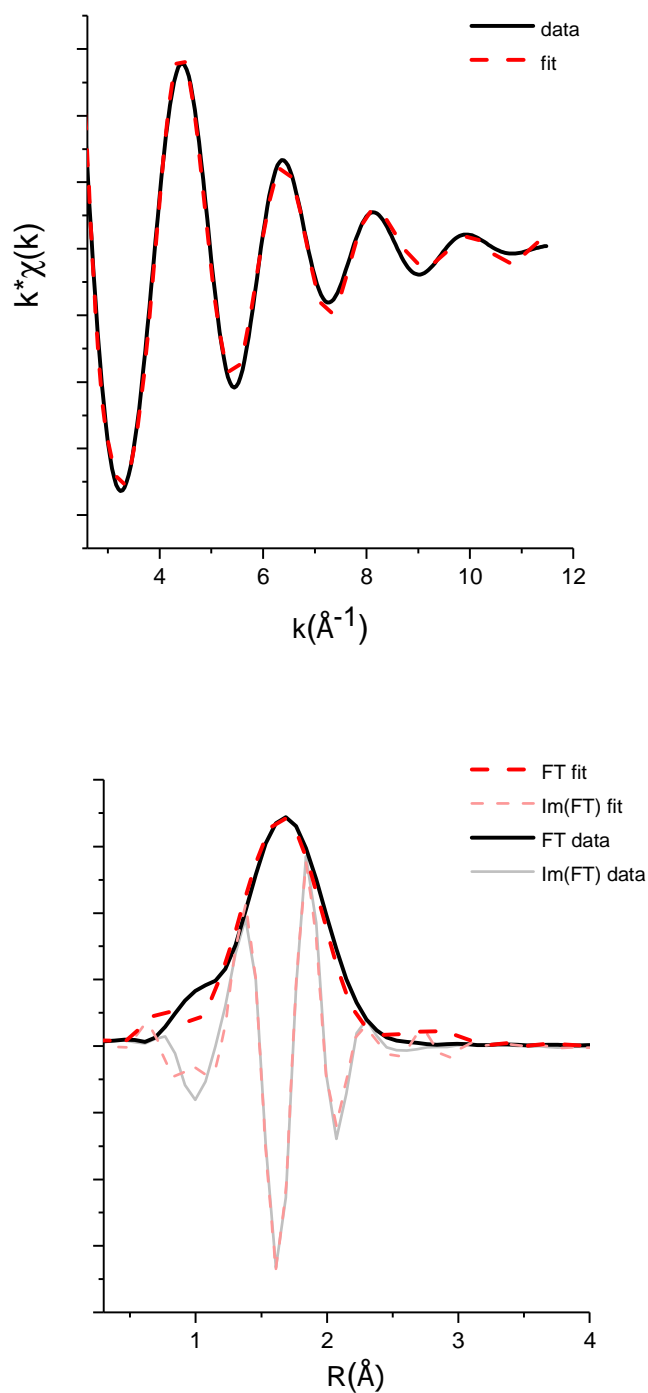 data
fit
k*χ(k)
4 6 8 10 12
k(Å⁻¹)
FT fit
Im(FT) fit
FT data
Im(FT) data
1 2 3 4
R(Å)